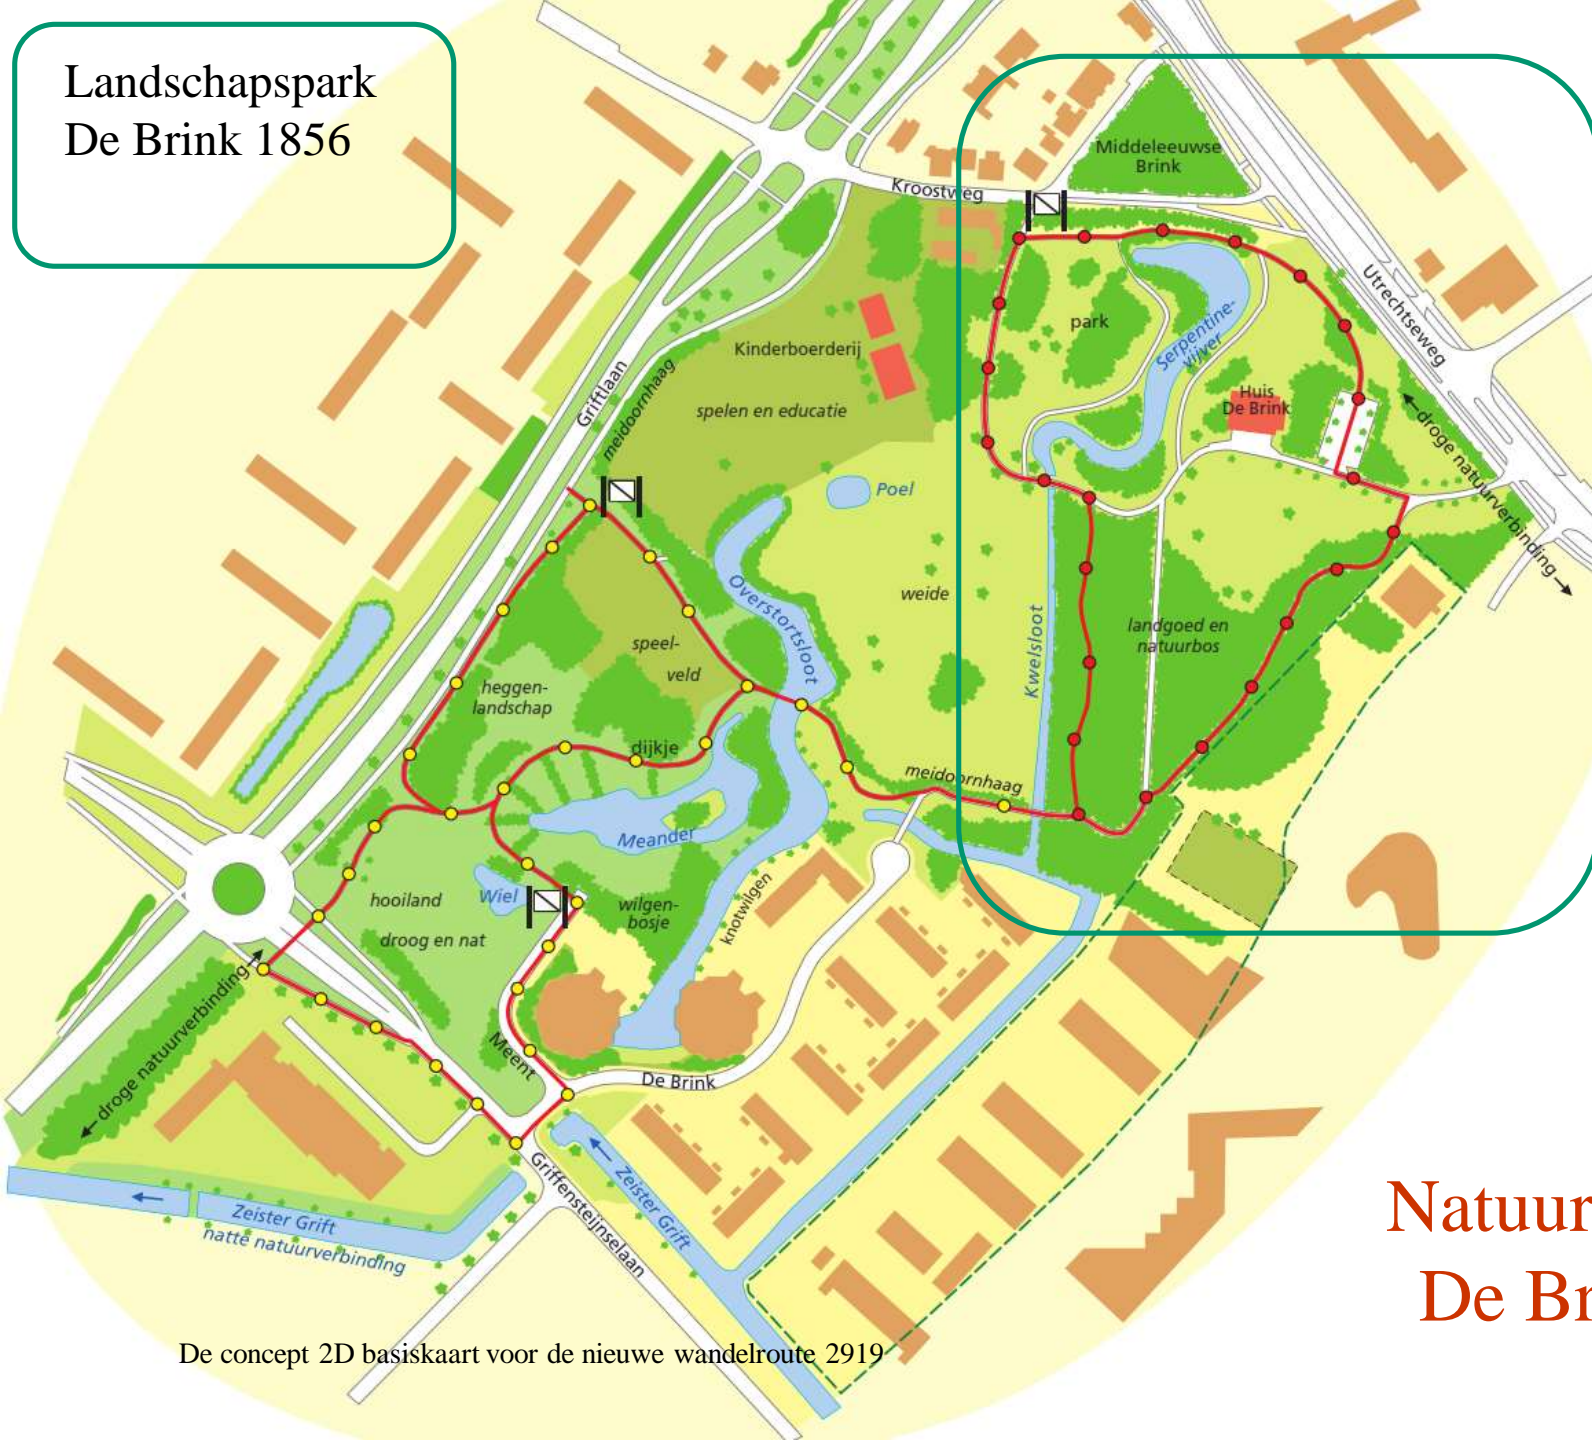 Landschapspark
De Brink 1856
Middeleeuwse
Brink
Kroostweg
Utrechtseweg
park
Serpentine-
vijver
Kinderboerderij
Griftlaan
meidoornhaag
spelen en educatie
Huis
De Brink
droge natuurverbinding
Poel
Overstortsloot
weide
Kwelsloot
landgoed en
natuurbos
speel-
veld
heggen-
landschap
dijkje
meidoornhaag
Meander
hooiland
Wiel
droog en nat
wilgen-
bosje
knotwilgen
droge natuurverbinding
Meent
De Brink
Zeister Grift
natte natuurverbinding
Griffensteijnselaan
Zeister Grift
Natuur
De Br
De concept 2D basiskaart voor de nieuwe wandelroute 2919